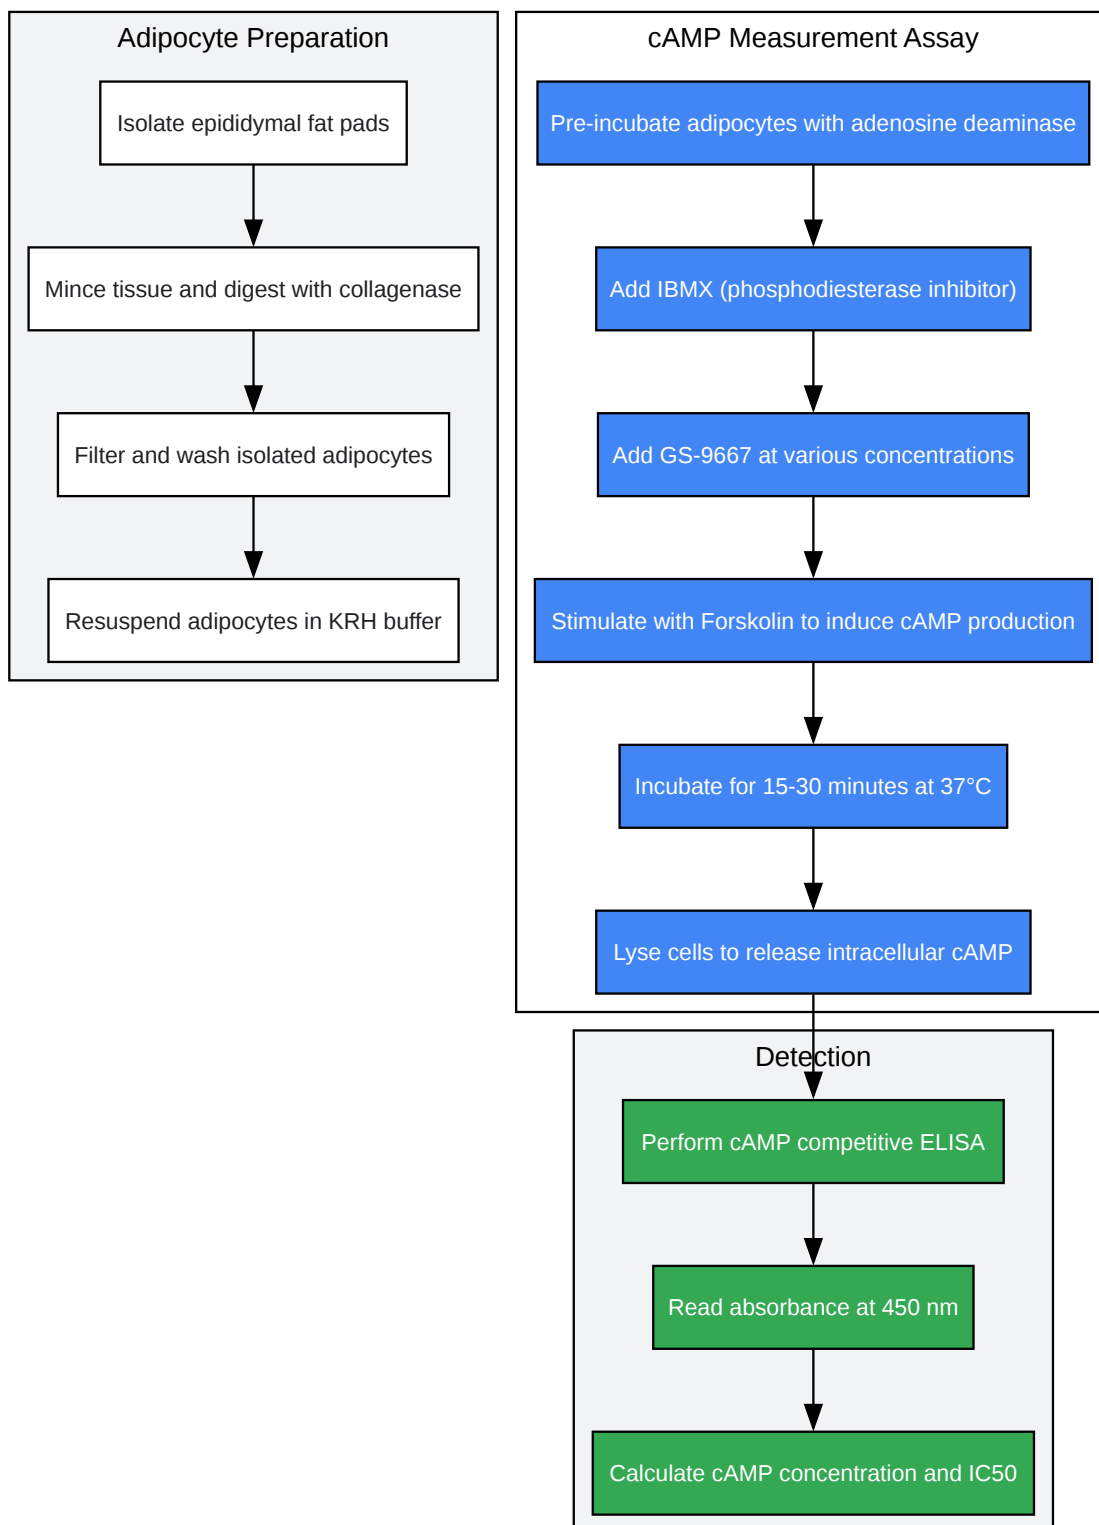 Adipocyte Preparation
Isolate epididymal fat pads
Mince tissue and digest with collagenase
Filter and wash isolated adipocytes
Resuspend adipocytes in KRH buffer
cAMP Measurement Assay
Pre-incubate adipocytes with adenosine deaminase
Add IBMX (phosphodiesterase inhibitor)
Add GS-9667 at various concentrations
Stimulate with Forskolin to induce cAMP production
Incubate for 15-30 minutes at 37°C
Lyse cells to release intracellular cAMP
Detection
Perform cAMP competitive ELISA
Read absorbance at 450 nm
Calculate cAMP concentration and IC50